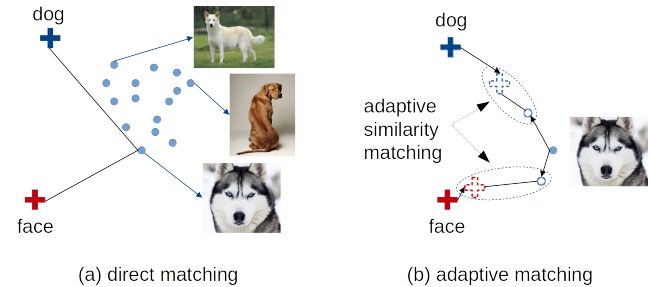 dog
face
(a) direct matching
dog
adaptive
similarity
matching
face
(b) adaptive matching